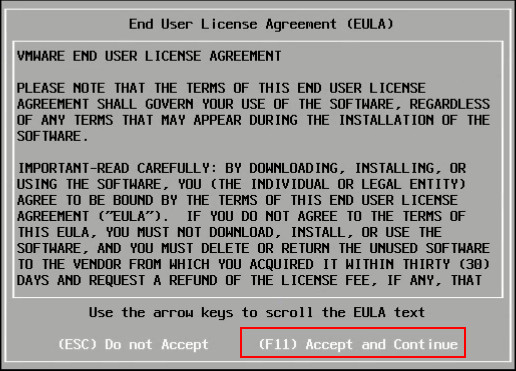 End User License Agreement (EULA)
VMWARE END USER LICENSE AGREEMENT
PLEASE NOTE THAT THE TERMS OF THIS END USER LICENSE
AGREEMENT SHALL GOVERN YOUR USE OF THE SOFTWARE, REGARDLESS
OF ANY TERMS THAT MAY APPEAR DURING THE INSTALLATION OF THE
SOFTWARE.
IMPORTANT-READ CAREFULLY: BY DOWNLOADING, INSTALLING, OR
USING THE SOFTWARE, YOU (THE INDIVIDUAL OR LEGAL ENTITY)
AGREE TO BE BOUND BY THE TERMS OF THIS END USER LICENSE
AGREEMENT ("EULA"). IF YOU DO NOT AGREE TO THE TERMS OF
THIS EULA, YOU MUST NOT DOWNLOAD, INSTALL, OR USE THE
SOFTWARE, AND YOU MUST DELETE OR RETURN THE UNUSED SOFTWARE
TO THE VENDOR FROM WHICH YOU ACQUIRED IT WITHIN THIRTY (30)
DAYS AND REQUEST A REFUND OF THE LICENSE FEE, IF ANY, THAT
Use the arrow keys to scroll the EULA text
(ESC) Do not Accept (F11) Accept and Continue